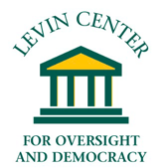 LEVIN CENTER
FOR OVERSIGHT
AND DEMOCRACY